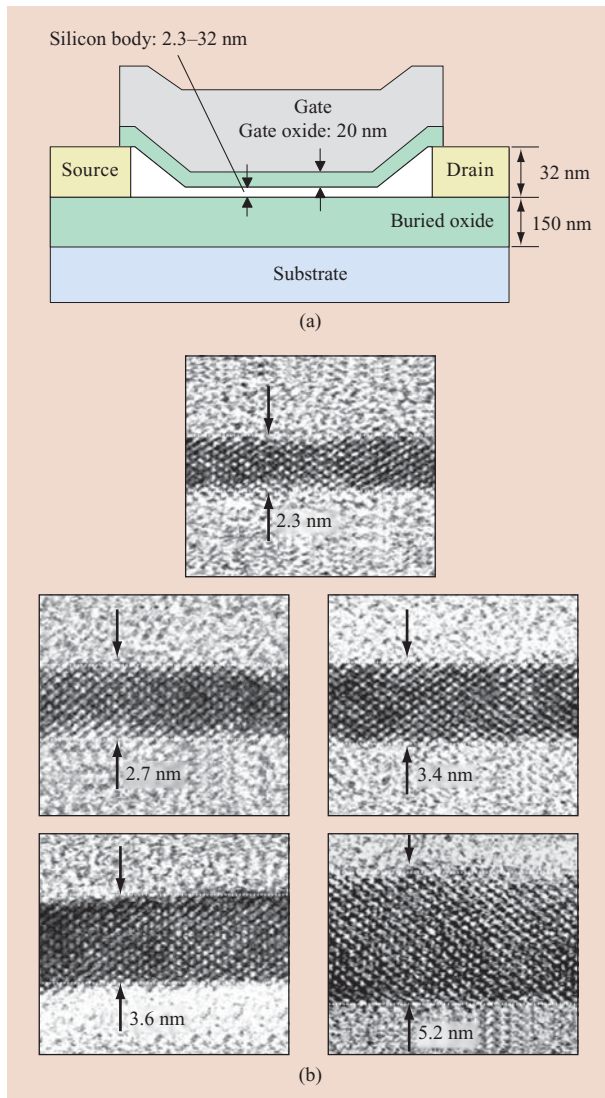 Silicon body: 2.3–32 nm
Gate
Gate oxide: 20 nm
Source
Drain
32 nm
Buried oxide
150 nm
Substrate
(a)
2.3 nm
2.7 nm
3.4 nm
3.6 nm
5.2 nm
(b)